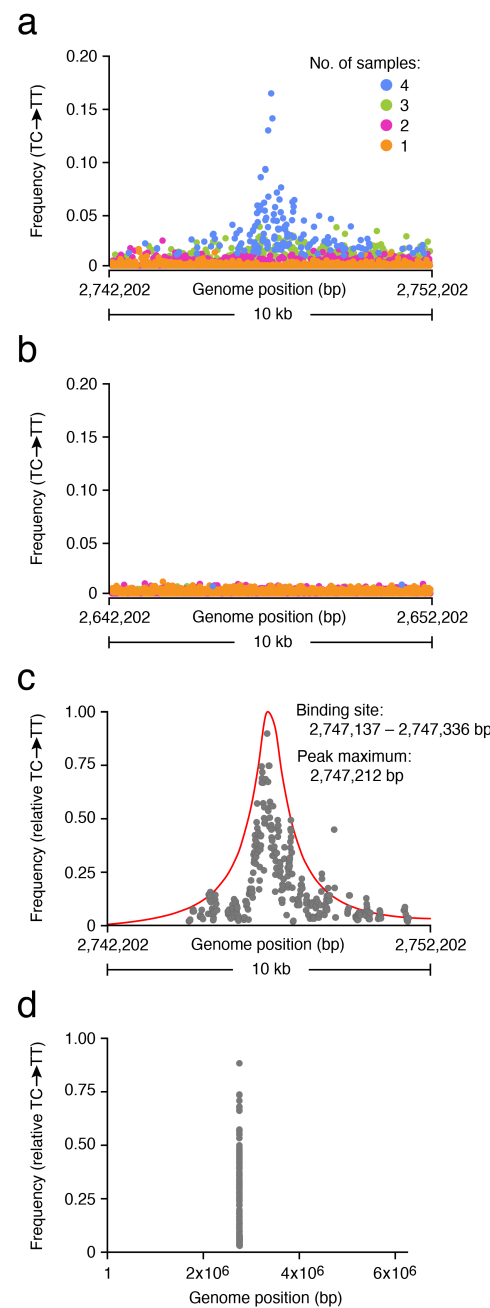 a
Frequency (TC→TT)
0.20
0.15
0.10
0.05
0
No. of samples:
4
3
2
1
2,742,202
Genome position (bp)
2,752,202
10 kb
b
Frequency (TC→TT)
0.20
0.15
0.10
0.05
0
2,642,202
Genome position (bp)
2,652,202
10 kb
c
Frequency (relative TC→TT)
1.00
0.75
0.50
0.25
0
Binding site:
2,747,137 – 2,747,336 bp
Peak maximum:
2,747,212 bp
2,742,202
Genome position (bp)
2,752,202
10 kb
d
Frequency (relative TC→TT)
1.00
0.75
0.50
0.25
0
1
2x10⁶
4x10⁶
6x10⁶
Genome position (bp)